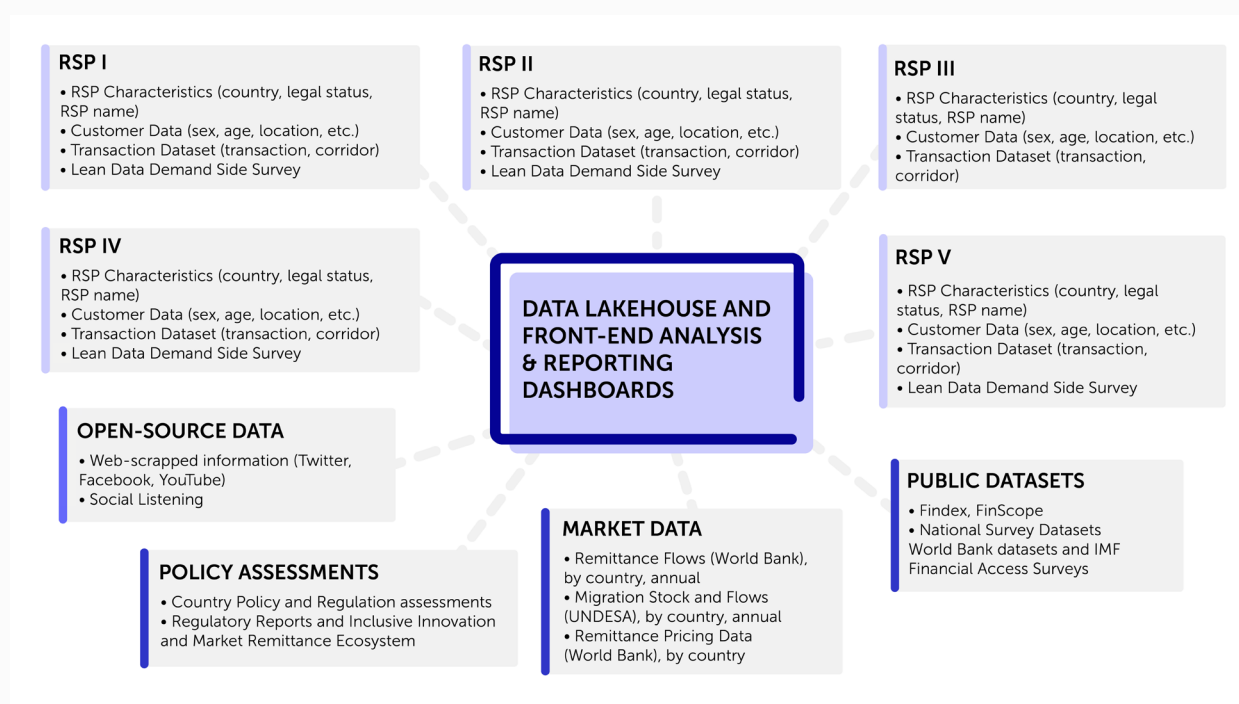 RSP I
• RSP Characteristics (country, legal status,
RSP name)
• Customer Data (sex, age, location, etc.)
• Transaction Dataset (transaction, corridor)
• Lean Data Demand Side Survey
RSP II
• RSP Characteristics (country, legal status,
RSP name)
• Customer Data (sex, age, location, etc.)
• Transaction Dataset (transaction, corridor)
• Lean Data Demand Side Survey
RSP III
• RSP Characteristics (country, legal
status, RSP name)
• Customer Data (sex, age, location, etc.)
• Transaction Dataset (transaction,
corridor)
RSP IV
• RSP Characteristics (country, legal status,
RSP name)
• Customer Data (sex, age, location, etc.)
• Transaction Dataset (transaction, corridor)
• Lean Data Demand Side Survey
DATA LAKEHOUSE AND
FRONT-END ANALYSIS
& REPORTING
DASHBOARDS
RSP V
• RSP Characteristics (country, legal
status, RSP name)
• Customer Data (sex, age, location, etc.)
• Transaction Dataset (transaction,
corridor)
• Lean Data Demand Side Survey
OPEN-SOURCE DATA
• Web-scrapped information (Twitter,
Facebook, YouTube)
• Social Listening
POLICY ASSESSMENTS
• Country Policy and Regulation assessments
• Regulatory Reports and Inclusive Innovation
and Market Remittance Ecosystem
MARKET DATA
• Remittance Flows (World Bank),
by country, annual
• Migration Stock and Flows
(UNDESA), by country, annual
• Remittance Pricing Data
(World Bank), by country
PUBLIC DATASETS
• Findex, FinScope
• National Survey Datasets
World Bank datasets and IMF
Financial Access Surveys